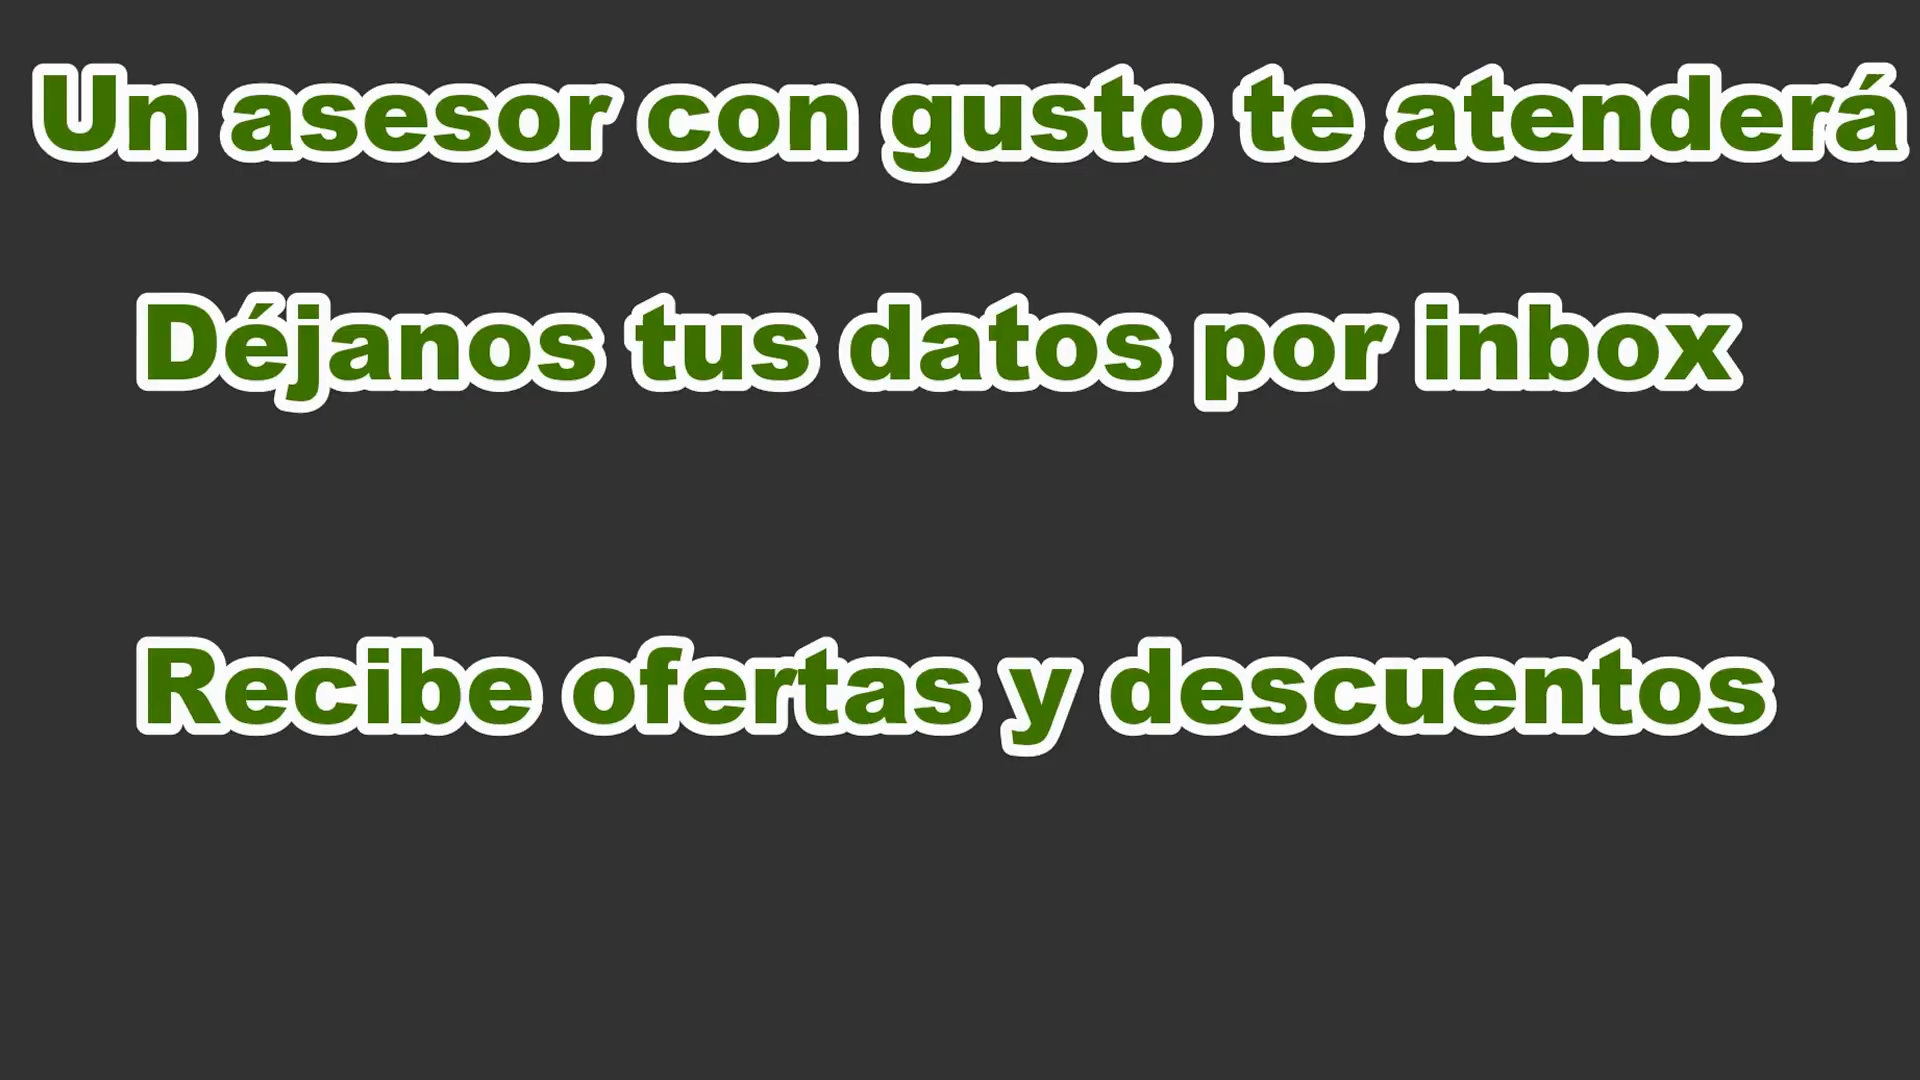 Un asesor con gusto te atenderá
Déjanos tus datos por inbox
Recibe ofertas y descuentos